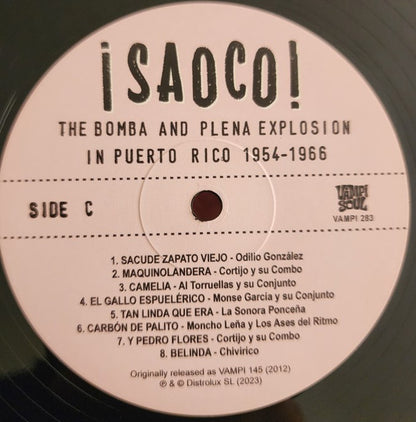 ¡SAOCO!
THE BOMBA AND PLENA EXPLOSION
IN PUERTO RICO 1954-1966
SIDE C
VAMPI
SOUL
VAMPI 283
1. SACUDE ZAPATO VIEJO - Odilio González
2. MAQUINOLANDERA - Cortijo y su Combo
3. CAMELIA - Al Torruellas y su Conjunto
4. EL GALLO ESPUELÉRICO - Monse García y su Conjunto
5. TAN LINDA QUE ERA - La Sonora Ponceña
6. CARBÓN DE PALITO - Moncho Leña y Los Ases del Ritmo
7. Y PEDRO FLORES - Cortijo y su Combo
8. BELINDA - Chivirico
Originally released as VAMPI 145 (2012)
℗ & © Distrolux SL (2023)